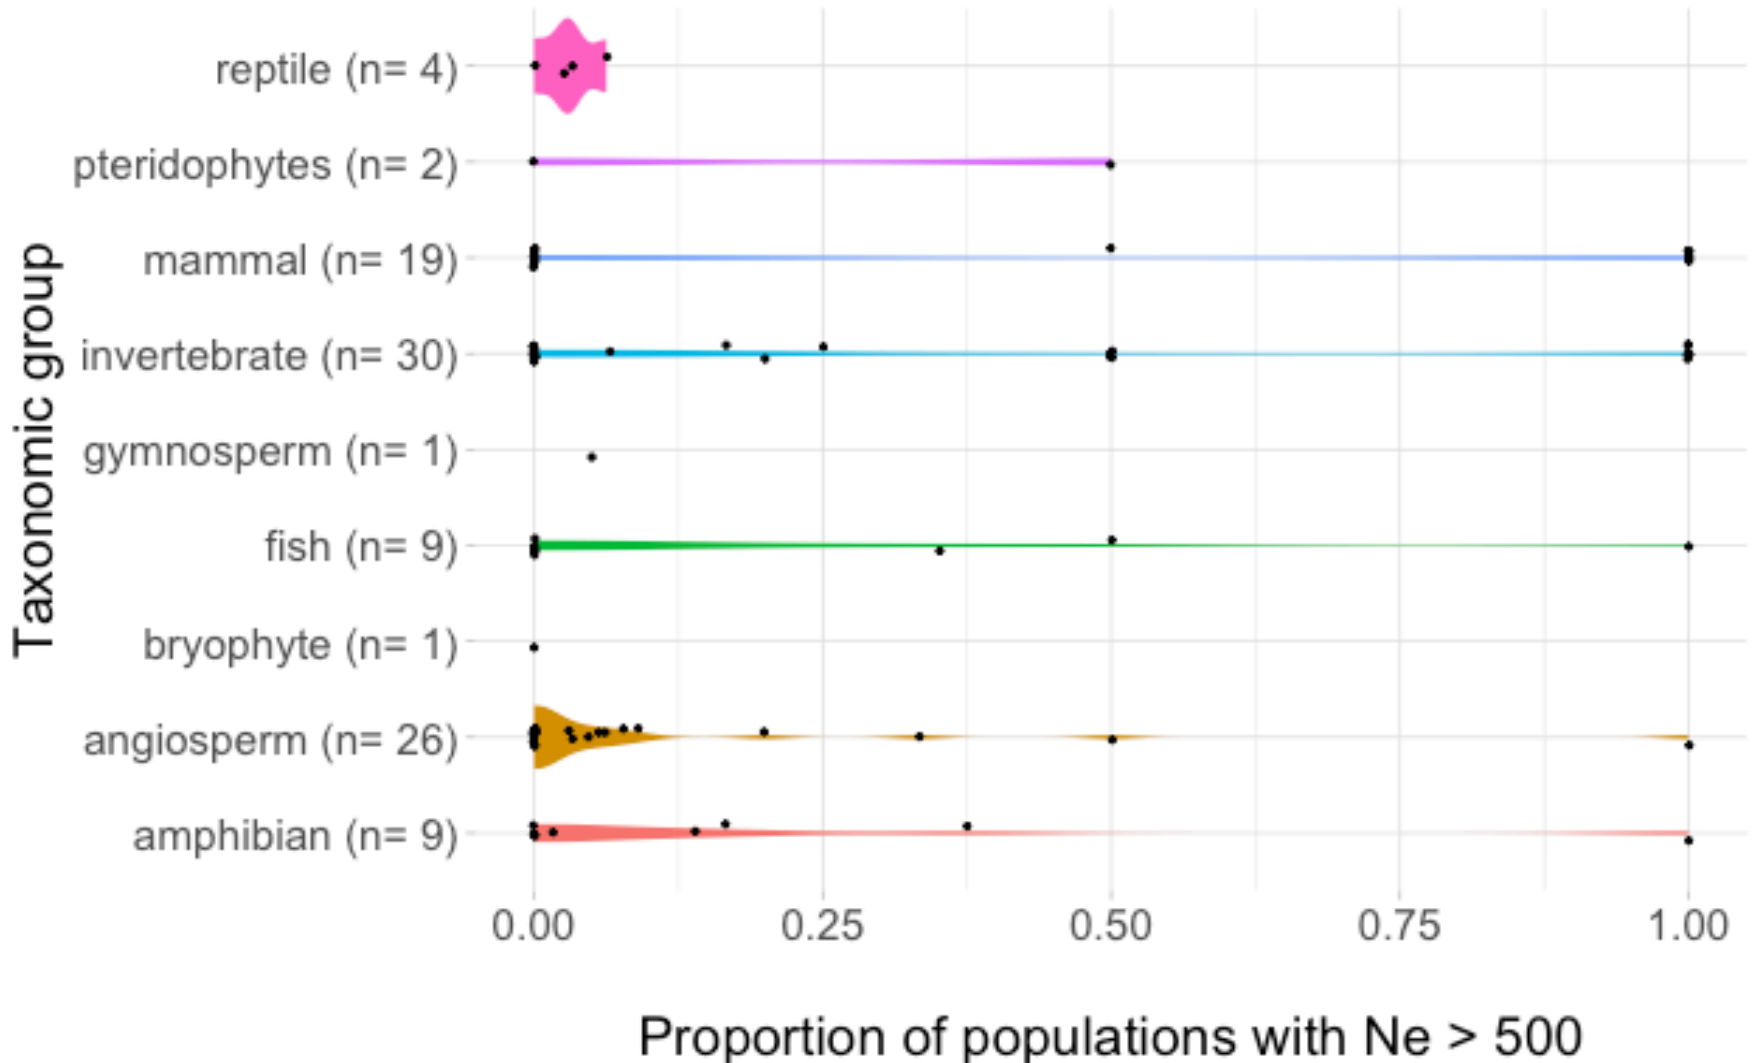 Taxonomic group
reptile (n= 4)
pteridophytes (n= 2)
mammal (n= 19)
invertebrate (n= 30)
gymnosperm (n= 1)
fish (n= 9)
bryophyte (n= 1)
angiosperm (n= 26)
amphibian (n= 9)
0.00 0.25 0.50 0.75 1.00
Proportion of populations with Ne > 500